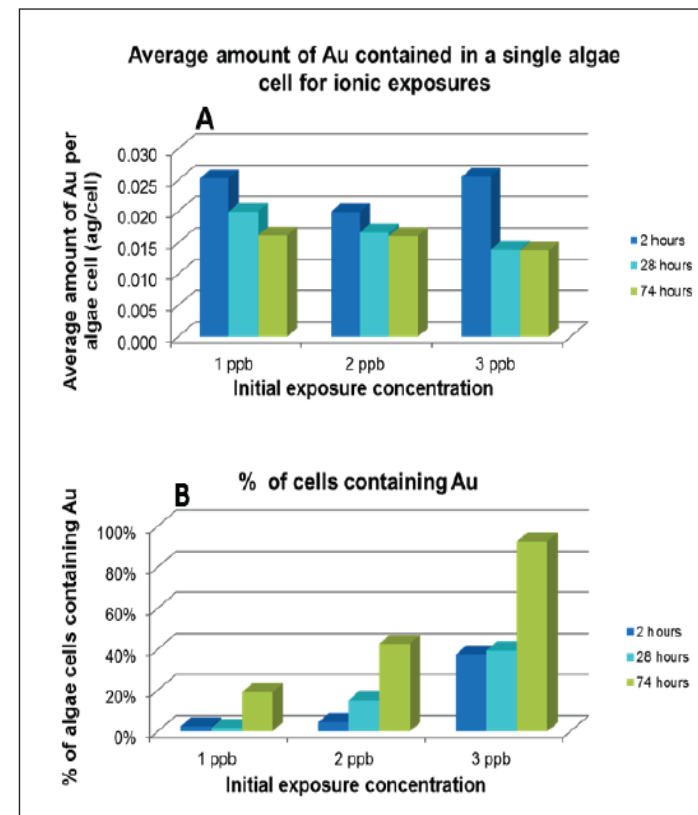 Average amount of Au contained in a single algae
cell for ionic exposures
A
Average amount of Au per
algae cell (ag/cell)
0.030
0.025
0.020
0.015
0.010
0.005
0.000
1 ppb
2 ppb
3 ppb
Initial exposure concentration
2 hours
28 hours
74 hours
B
% of cells containing Au
% of algae cells containing Au
100%
80%
60%
40%
20%
0%
1 ppb
2 ppb
3 ppb
Initial exposure concentration
2 hours
28 hours
74 hours